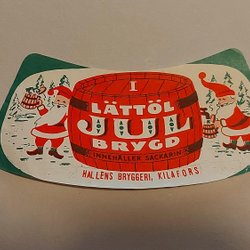 I
LÄTTÖL
JUL
BRYGD
INNEHÅLLER SACKARIN
HALLENS BRYGGERI, KILAFORS